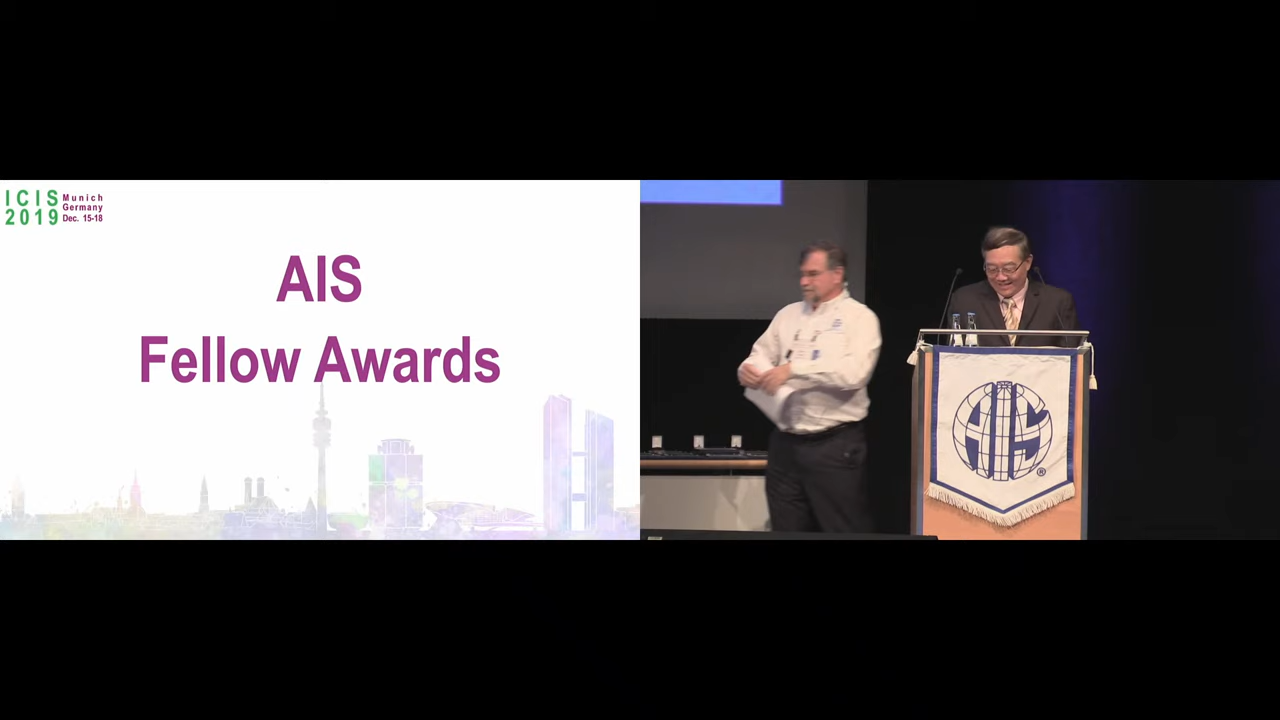 ICIS
2019
Munich
Germany
Dec. 15-18
AIS
Fellow Awards
AIS
®